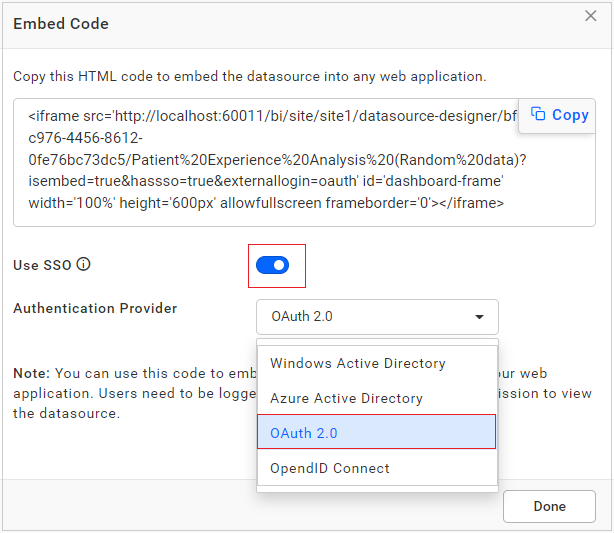 Embed Code
Copy this HTML code to embed the datasource into any web application.
<iframe src='http://localhost:60011/bi/site/site1/datasource-designer/bf
Copy
c976-4456-8612-
0fe76bc73dc5/Patient%20Experience%20Analysis%20(Random%20data)?
isembed=true&hassso=true&externallogin=oauth' id='dashboard-frame'
width='100%' height='600px' allowfullscreen frameborder='0'></iframe>
Use SSO
Authentication Provider
OAuth 2.0
Windows Active Directory
Note: You can use this code to emb our web
Azure Active Directory
application. Users need to be logge ission to view
the datasource.
OAuth 2.0
OpendID Connect
Done